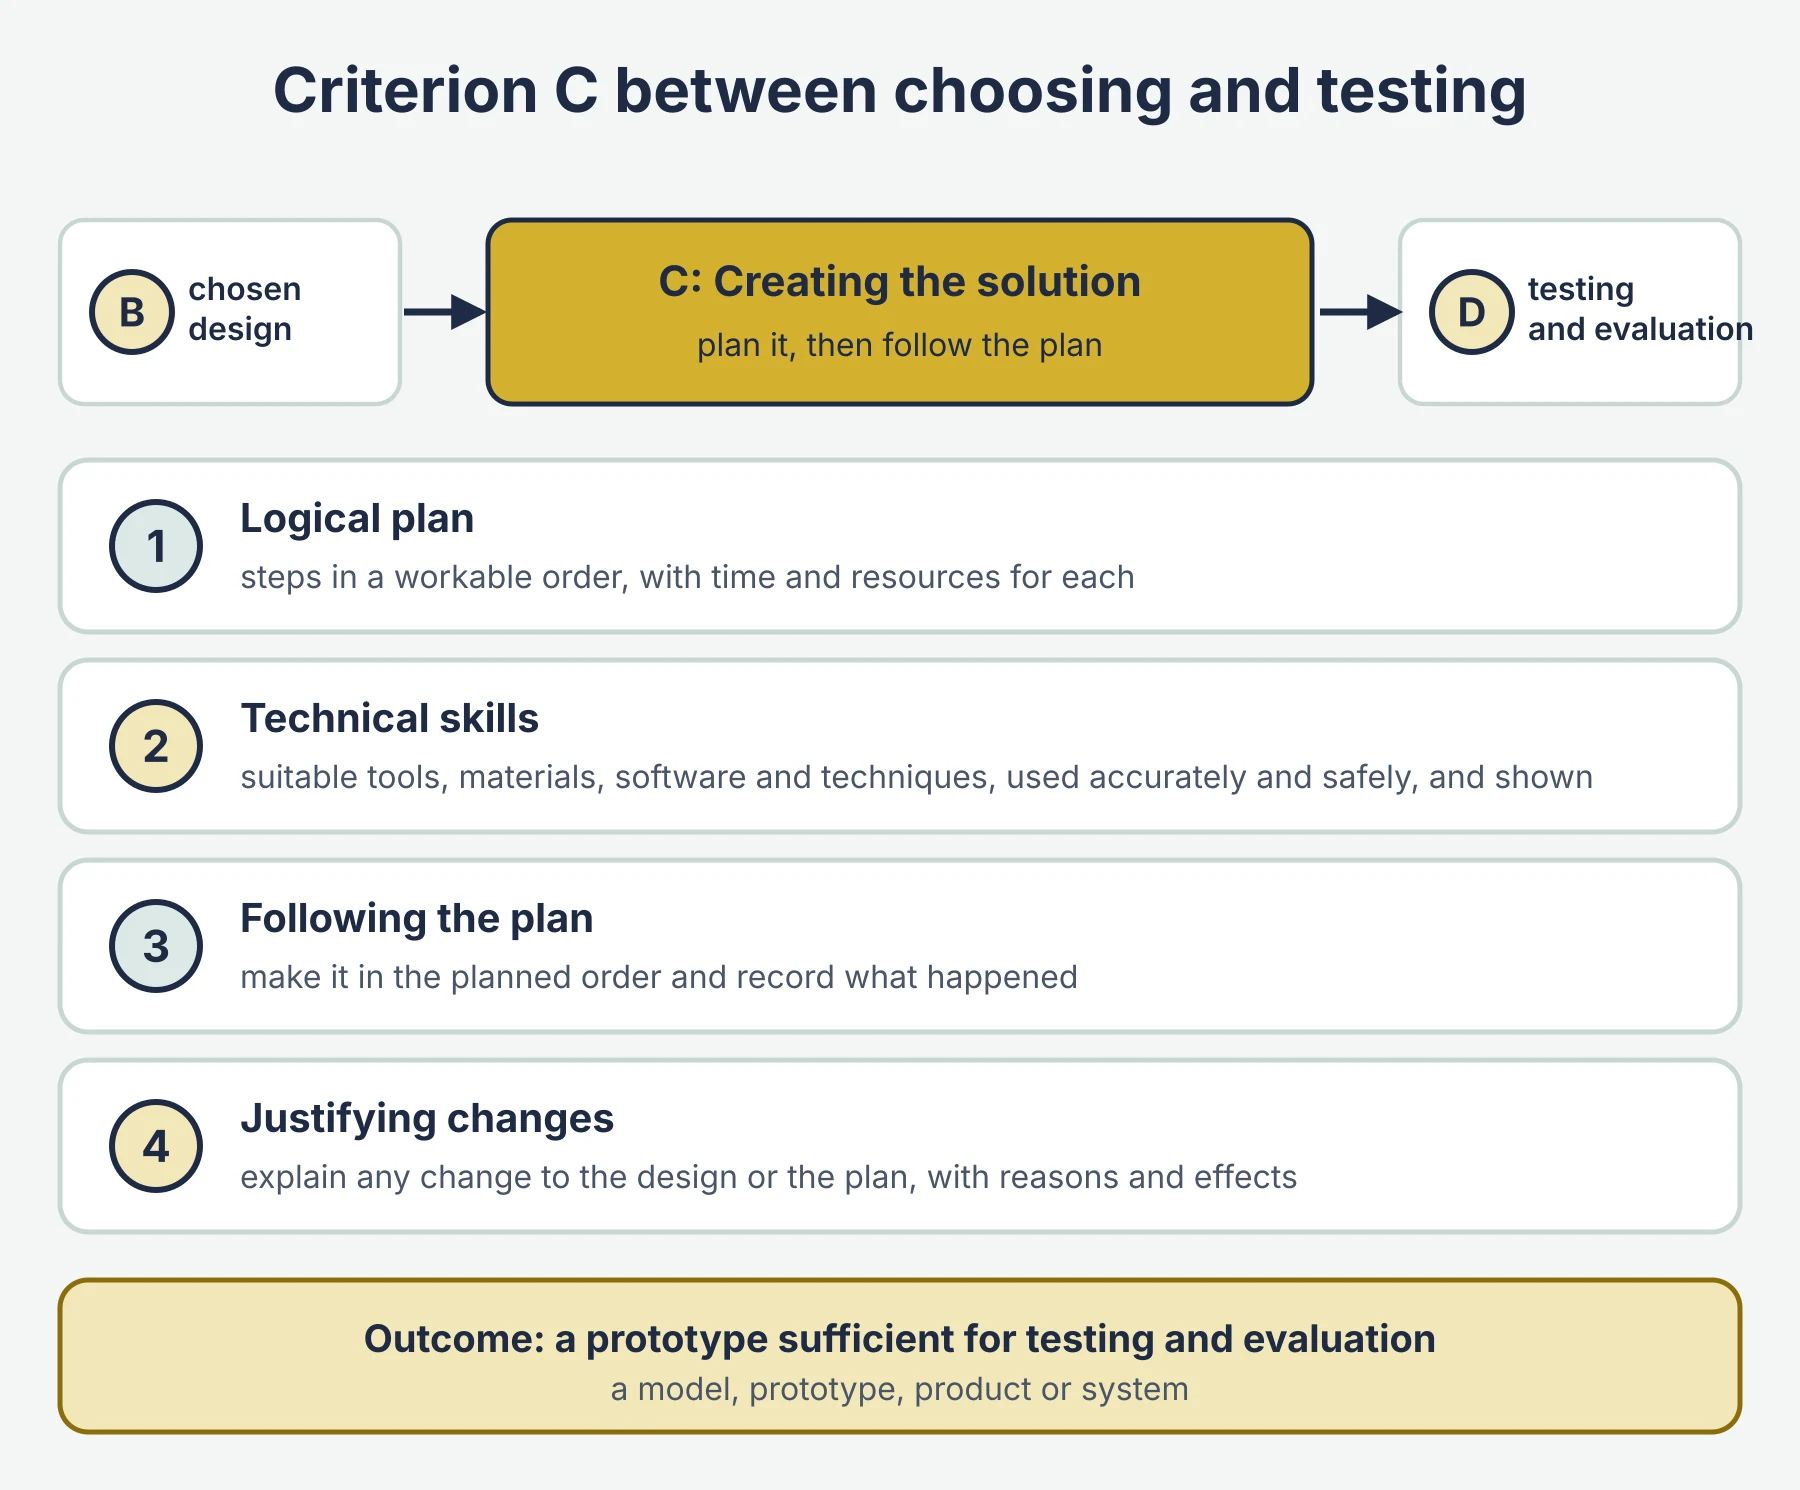 Criterion C between choosing and testing
B
chosen
design
C: Creating the solution
plan it, then follow the plan
D
testing
and evaluation
1
Logical plan
steps in a workable order, with time and resources for each
2
Technical skills
suitable tools, materials, software and techniques, used accurately and safely, and shown
3
Following the plan
make it in the planned order and record what happened
4
Justifying changes
explain any change to the design or the plan, with reasons and effects
Outcome: a prototype sufficient for testing and evaluation
a model, prototype, product or system